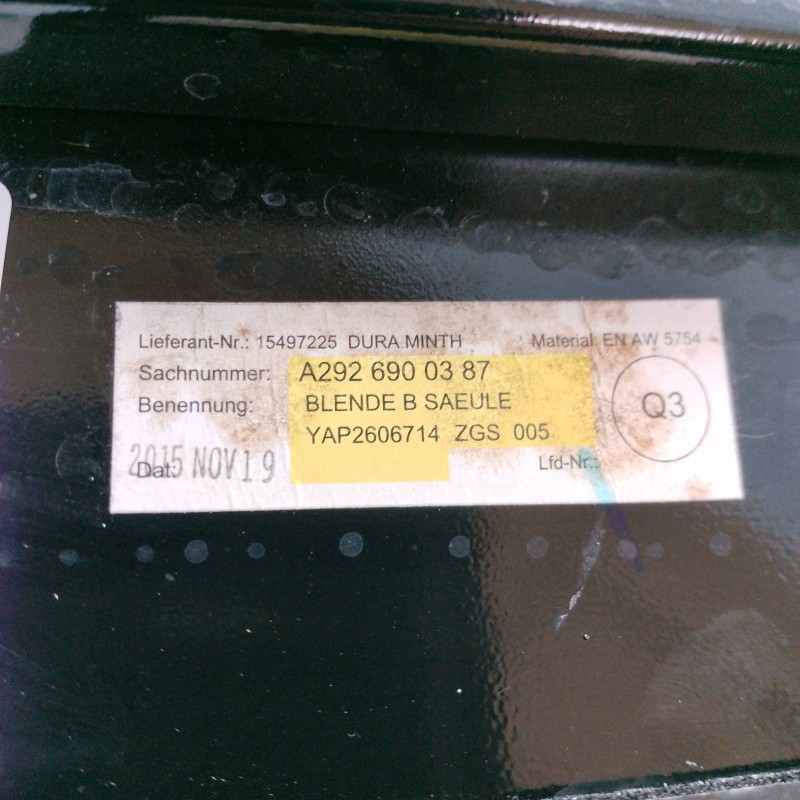 Lieferant-Nr.: 15497225 DURA MINTH Material EN AW 5754
Sachnummer: A292 690 03 87
Benennung: BLENDE B SAEULE Q3
YAP2606714 ZGS 005
Dat: 2015 NOV 19 Lfd-Nr.: